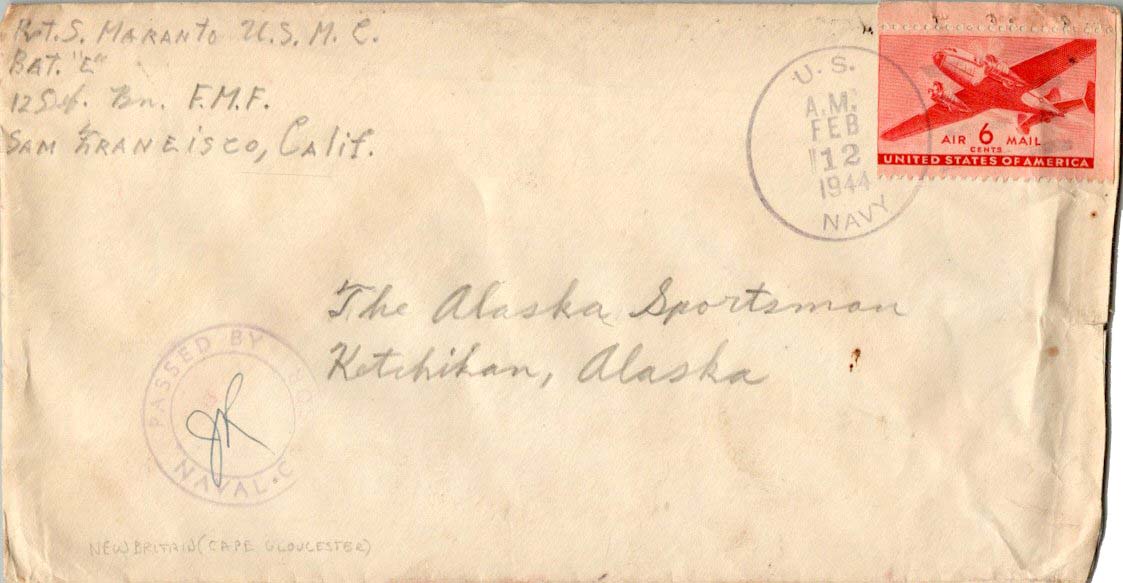 Pvt. S. Maranto U.S.M.C.
Bat. "E"
12 Def. Bn. F.M.F.
San Francisco, Calif.
U.S.
A.M.
FEB
12
1944
NAVY
AIR 6 MAIL
CENTS
UNITED STATES OF AMERICA
The Alaska Sportsman
Ketchikan, Alaska
PASSED BY
NAVAL C
JR
NEW BRITAIN (CAPE GLOUCESTER)